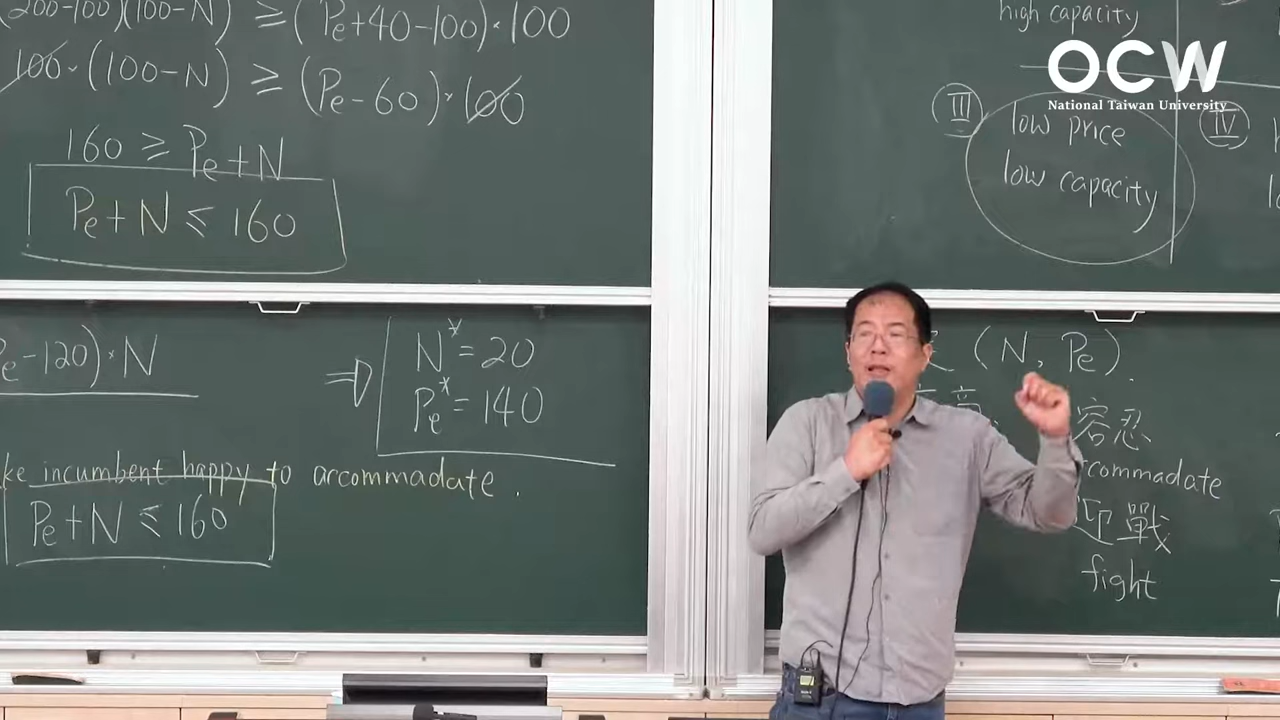 (200-100)(100-N) ≥ (Pe+40-100)·100
100·(100-N) ≥ (Pe-60)·100
160 ≥ Pe+N
Pe+N ≤ 160
Pe-120)·N
⇒ N*=20
Pe*=140
ke incumbent happy to accommadate.
Pe+N ≤ 160
high capacity
OCW
National Taiwan University
III
low price
low capacity
IV
(N, Pe).
容忍
ccommadate
迎戰
fight